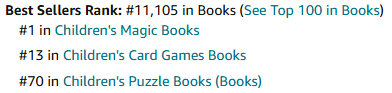 Best Sellers Rank: #11,105 in Books (See Top 100 in Books)
#1 in Children's Magic Books
#13 in Children's Card Games Books
#70 in Children's Puzzle Books (Books)